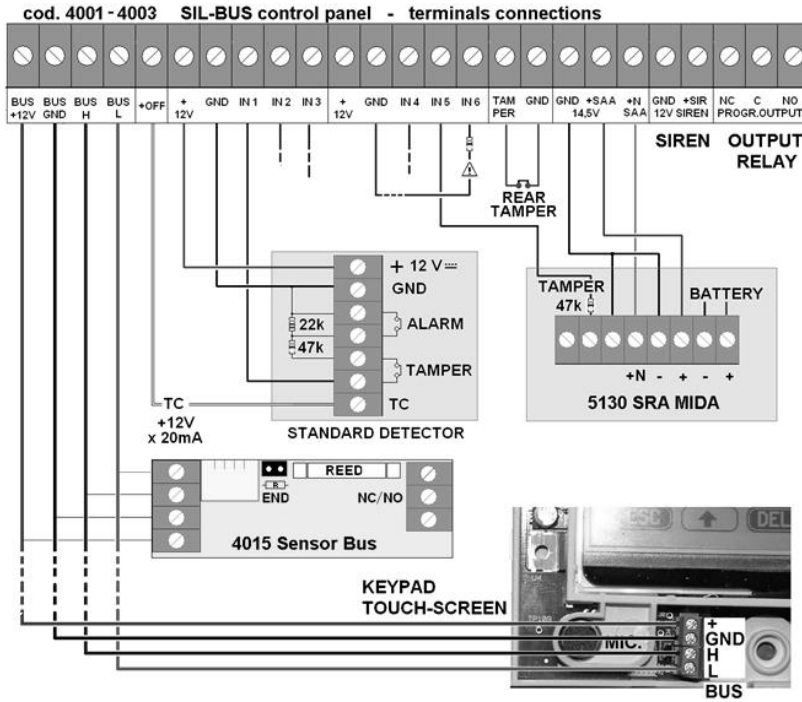 cod. 4001 - 4003 SIL-BUS control panel - terminals connections
BUS +12V
BUS GND
BUS H
BUS L
+OFF
+ 12V
GND
IN 1
IN 2
IN 3
+ 12V
GND
IN 4
IN 5
IN 6
TAM PER
GND
GND +SAA
14,5V
+N SAA
GND +SIR
12V SIREN
NC C NO
PROGR.OUTPUT
SIREN
OUTPUT RELAY
REAR
TAMPER
+ 12 V
GND
22k
ALARM
47k
TAMPER
TC
STANDARD DETECTOR
TAMPER
47k
BATTERY
+N - + - +
5130 SRA MIDA
TC
+12V
x 20mA
REED
R
END
NC/NO
4015 Sensor Bus
KEYPAD
TOUCH-SCREEN
ESC
DEL
MIC.
+
GND
H
L
BUS